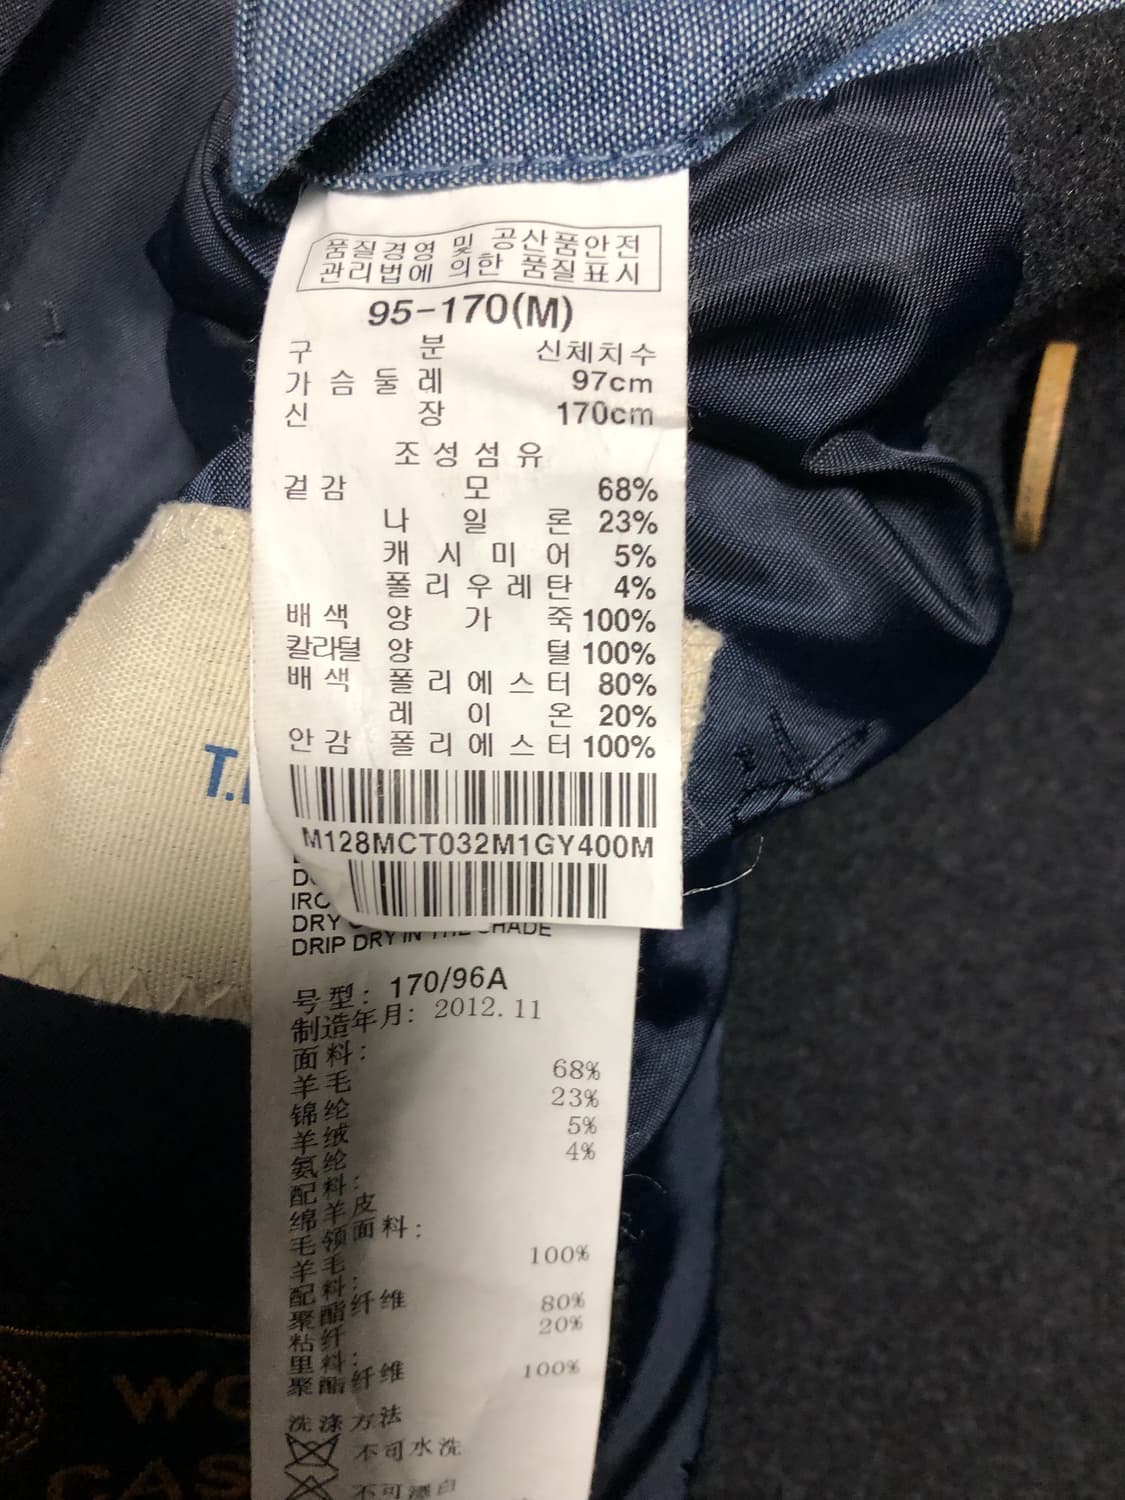 품질경영 및 공산품안전
관리법에 의한 품질표시
95-170(M)
구 분 신체치수
가슴둘레 97cm
신 장 170cm
조성섬유
겉감 모 68%
나일론 23%
캐시미어 5%
폴리우레탄 4%
배색 양가죽 100%
칼라털 양털 100%
배색 폴리에스터 80%
레이온 20%
안감 폴리에스터 100%
M128MCT032M1GY400M
T.
IRO
DRY
DRIP DRY IN THE SHADE
号型: 170/96A
制造年月: 2012.11
面料:
羊毛 68%
锦纶 23%
羊绒 5%
氨纶 4%
配料:
绵羊皮
毛领面料:
羊毛 100%
配料:
聚酯纤维 80%
粘纤 20%
里料:
聚酯纤维 100%
洗涤方法
不可水洗
不可漂白
WO
CAS